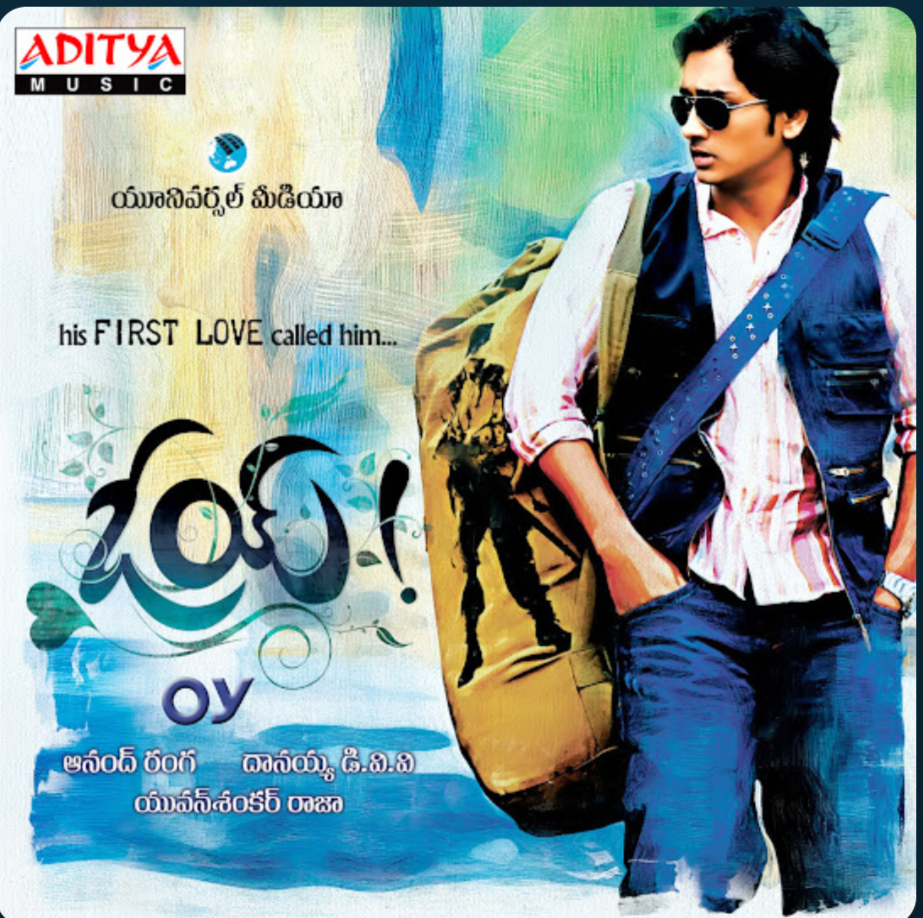 ADITYA
MUSIC
యూనివర్సల్ మీడియా
his FIRST LOVE called him...
ఓయ్!
OY
ఆనంద్ రంగ దానయ్య డి.వి.వి
యువన్‌శంకర్ రాజా